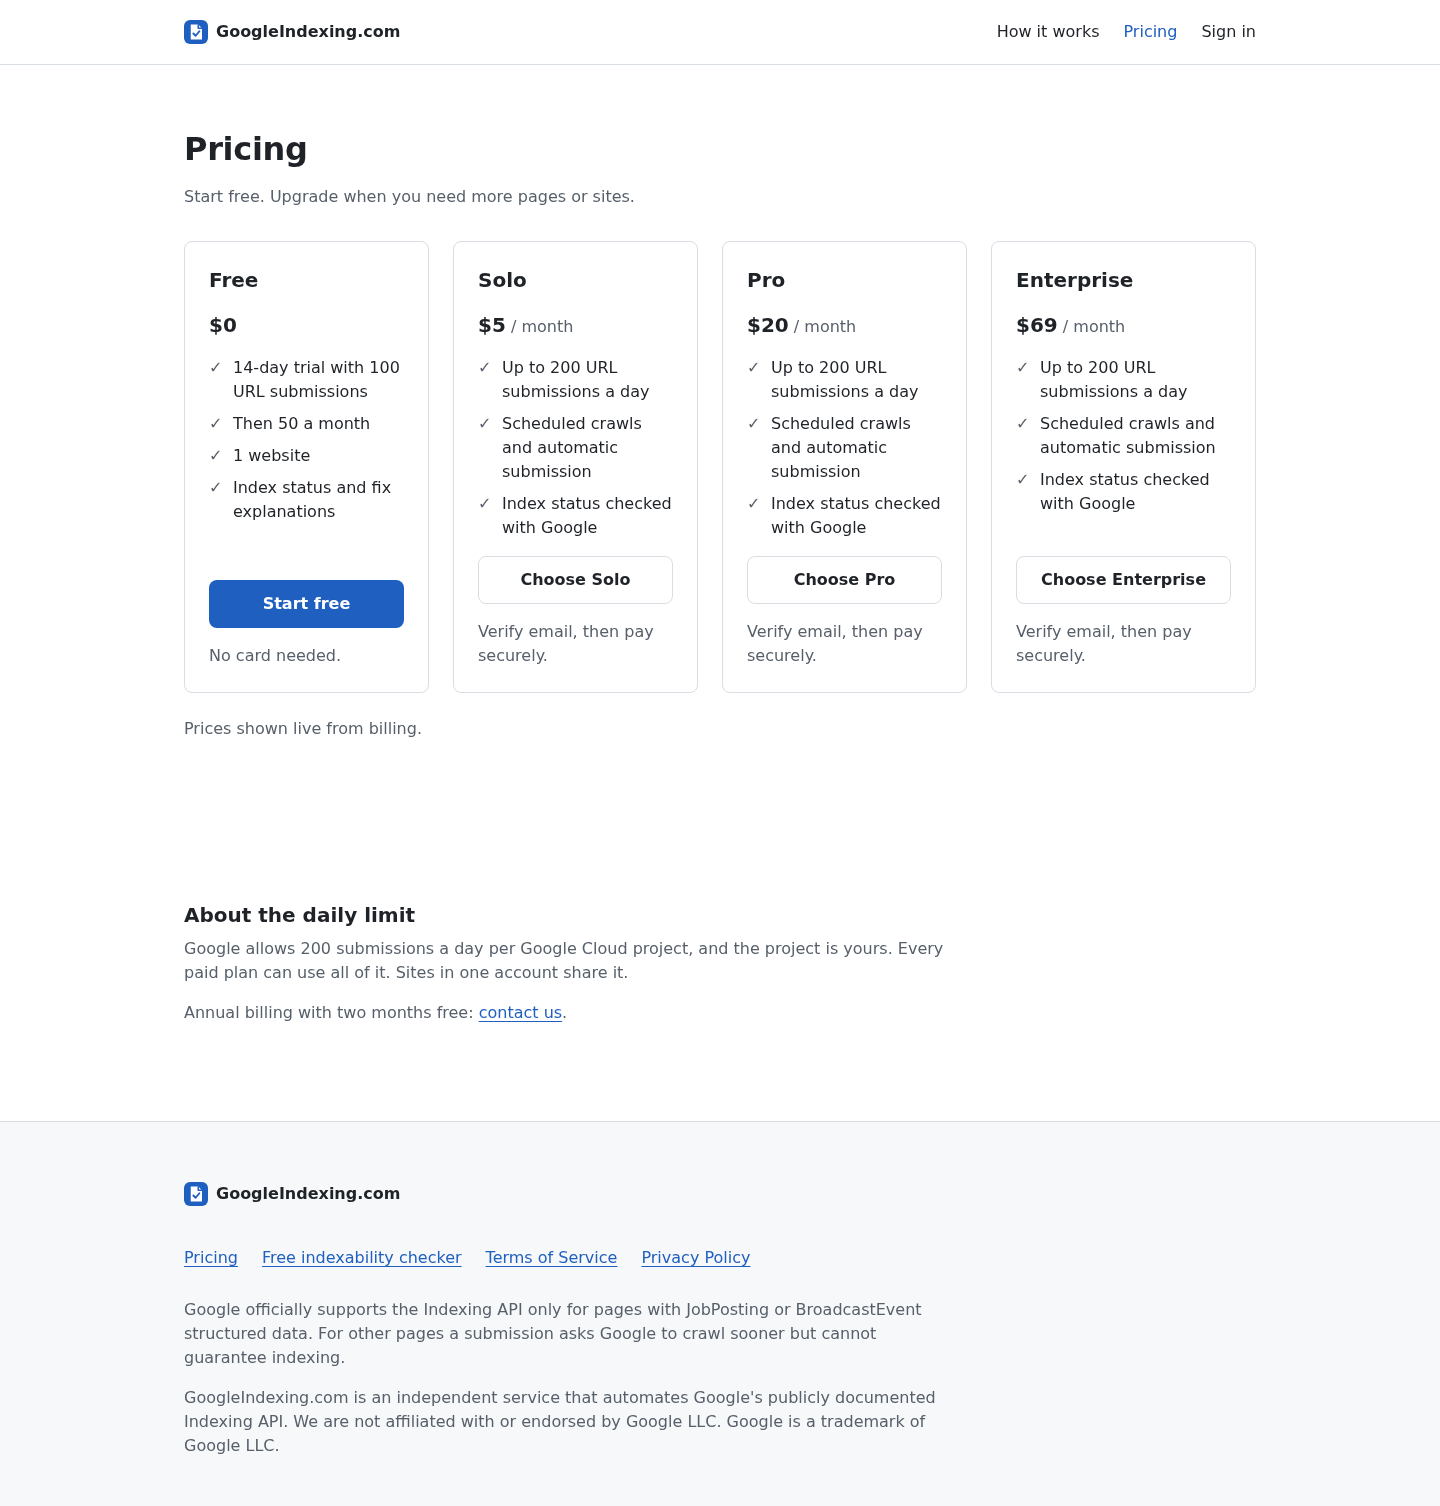 GoogleIndexing.com
How it works
Pricing
Sign in
Pricing
Start free. Upgrade when you need more pages or sites.
Free
$0
✓ 14-day trial with 100
URL submissions
✓ Then 50 a month
✓ 1 website
✓ Index status and fix
explanations
Start free
No card needed.
Solo
$5 / month
✓ Up to 200 URL
submissions a day
✓ Scheduled crawls
and automatic
submission
✓ Index status checked
with Google
Choose Solo
Verify email, then pay
securely.
Pro
$20 / month
✓ Up to 200 URL
submissions a day
✓ Scheduled crawls
and automatic
submission
✓ Index status checked
with Google
Choose Pro
Verify email, then pay
securely.
Enterprise
$69 / month
✓ Up to 200 URL
submissions a day
✓ Scheduled crawls and
automatic submission
✓ Index status checked
with Google
Choose Enterprise
Verify email, then pay
securely.
Prices shown live from billing.
About the daily limit
Google allows 200 submissions a day per Google Cloud project, and the project is yours. Every
paid plan can use all of it. Sites in one account share it.
Annual billing with two months free: contact us.
GoogleIndexing.com
Pricing
Free indexability checker
Terms of Service
Privacy Policy
Google officially supports the Indexing API only for pages with JobPosting or BroadcastEvent
structured data. For other pages a submission asks Google to crawl sooner but cannot
guarantee indexing.
GoogleIndexing.com is an independent service that automates Google's publicly documented
Indexing API. We are not affiliated with or endorsed by Google LLC. Google is a trademark of
Google LLC.